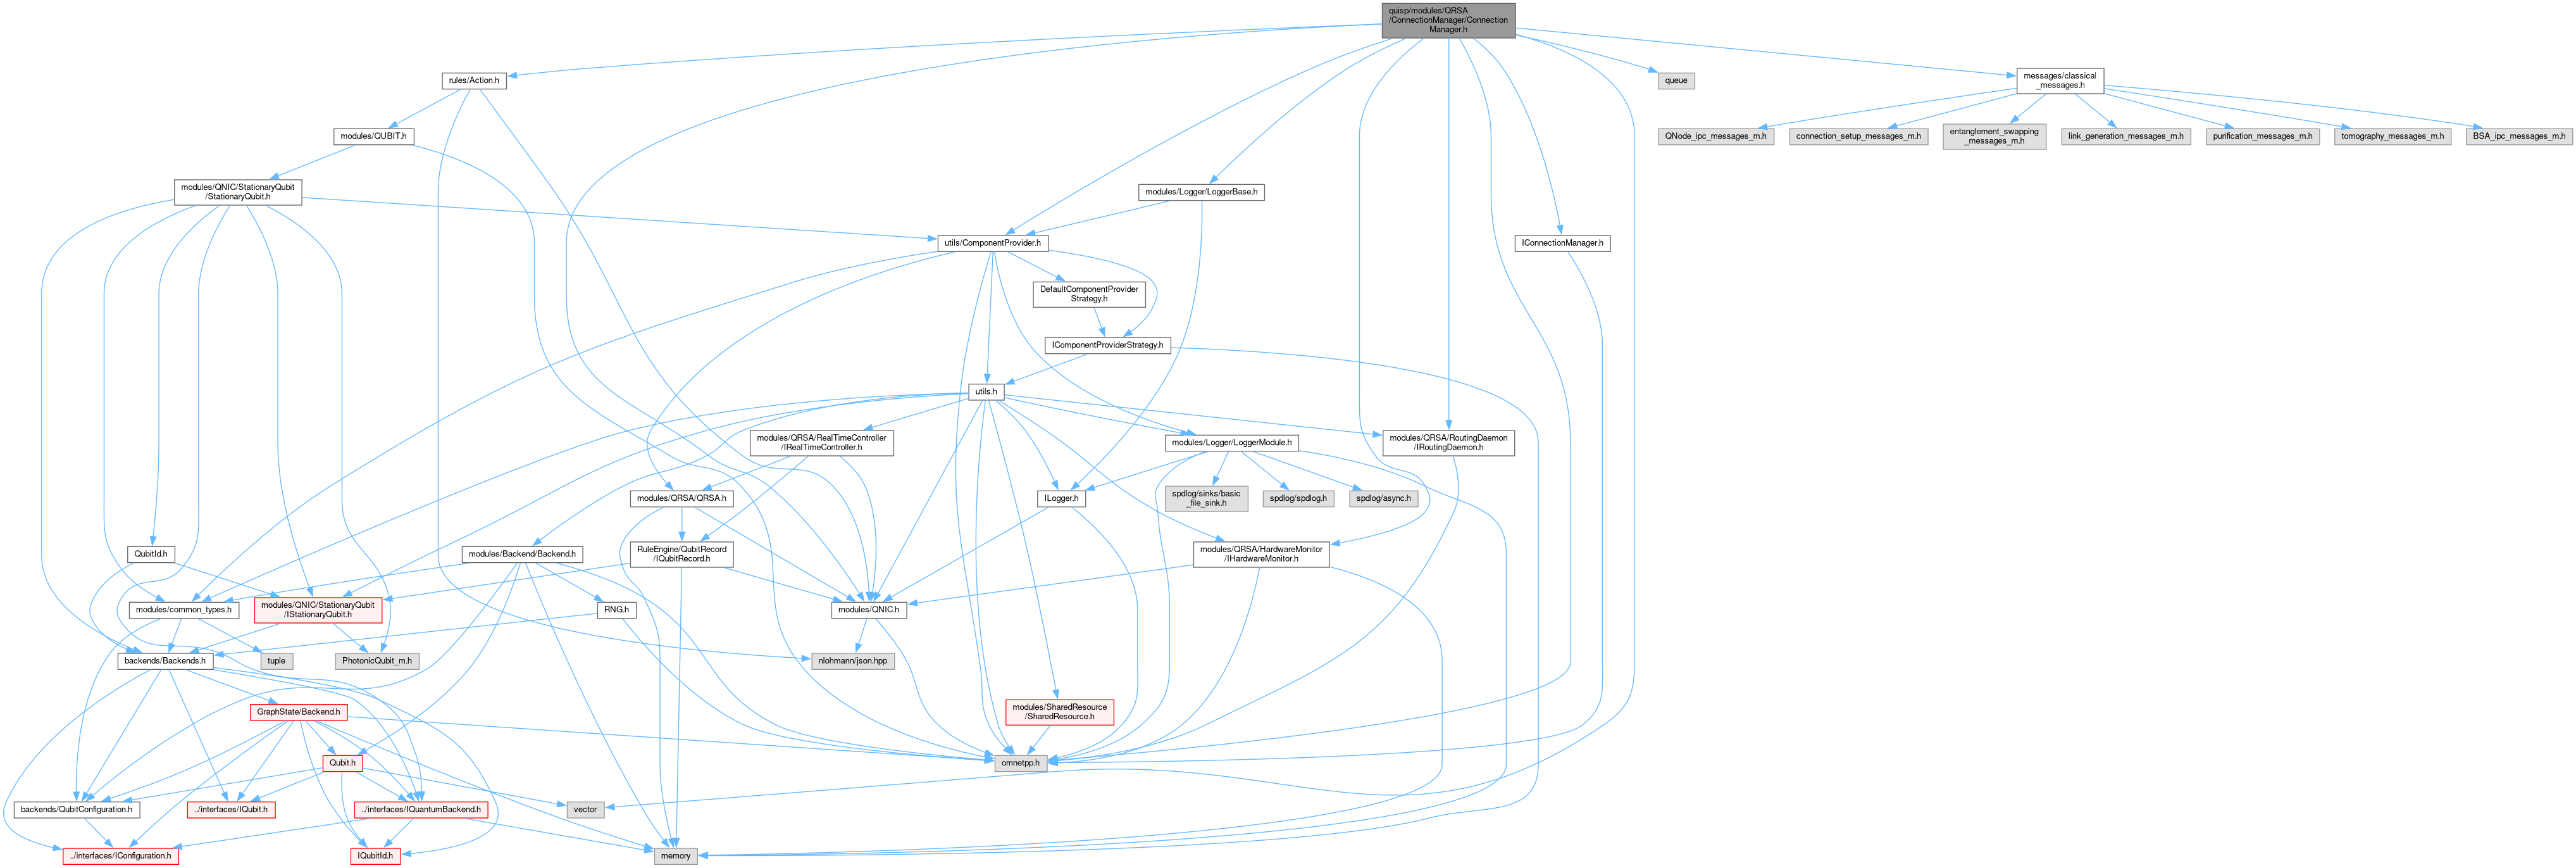 quisp/modules/QRSA
/ConnectionManager/Connection
Manager.h
rules/Action.h
queue
messages/classical
_messages.h
modules/QUBIT.h
QNode_ipc_messages_m.h
connection_setup_messages_m.h
entanglement_swapping
_messages_m.h
link_generation_messages_m.h
purification_messages_m.h
tomography_messages_m.h
BSA_ipc_messages_m.h
modules/QNIC/StationaryQubit
/StationaryQubit.h
modules/Logger/LoggerBase.h
utils/ComponentProvider.h
IConnectionManager.h
DefaultComponentProvider
Strategy.h
IComponentProviderStrategy.h
utils.h
modules/QRSA/RealTimeController
/IRealTimeController.h
modules/Logger/LoggerModule.h
modules/QRSA/RoutingDaemon
/IRoutingDaemon.h
modules/QRSA/QRSA.h
ILogger.h
spdlog/sinks/basic
_file_sink.h
spdlog/spdlog.h
spdlog/async.h
QubitId.h
modules/Backend/Backend.h
RuleEngine/QubitRecord
/IQubitRecord.h
modules/QRSA/HardwareMonitor
/IHardwareMonitor.h
modules/common_types.h
modules/QNIC/StationaryQubit
/IStationaryQubit.h
RNG.h
modules/QNIC.h
backends/Backends.h
tuple
PhotonicQubit_m.h
nlohmann/json.hpp
GraphState/Backend.h
modules/SharedResource
/SharedResource.h
Qubit.h
omnetpp.h
backends/QubitConfiguration.h
../interfaces/IQubit.h
../interfaces/IQuantumBackend.h
vector
../interfaces/IConfiguration.h
IQubitId.h
memory